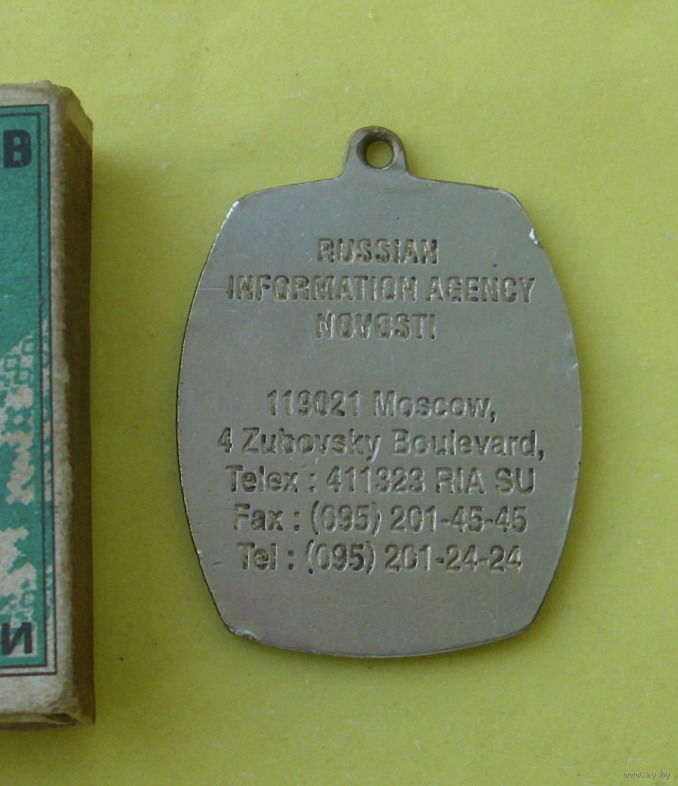 В
И
RUSSIAN
INFORMATION AGENCY
NOVOSTI
119021 Moscow,
4 Zubovsky Boulevard,
Telex : 411323 RIA SU
Fax : (095) 201-45-45
Tel : (095) 201-24-24
www.ay.by